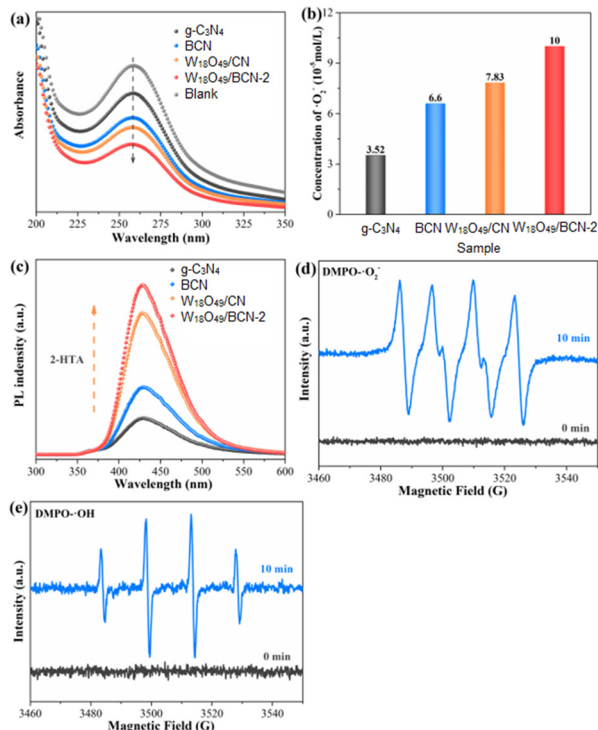 (a)
g-C₃N₄
BCN
W₁₈O₄₉/CN
W₁₈O₄₉/BCN-2
Blank
Absorbance
200 225 250 275 300 325 350
Wavelength (nm)
(b)
Concentration of ·O₂⁻ (10⁻⁵mol/L)
12
9
6
3
0
3.52
6.6
7.83
10
g-C₃N₄ BCN W₁₈O₄₉/CN W₁₈O₄₉/BCN-2
Sample
(c)
g-C₃N₄
BCN
W₁₈O₄₉/CN
W₁₈O₄₉/BCN-2
2-HTA
PL indensity (a.u.)
300 350 400 450 500 550 600
Wavelength (nm)
(d)
DMPO-·O₂⁻
10 min
0 min
Intensity (a.u.)
3460 3480 3500 3520 3540
Magnetic Field (G)
(e)
DMPO-·OH
10 min
0 min
Intensity (a.u.)
3460 3480 3500 3520 3540
Magnetic Field (G)